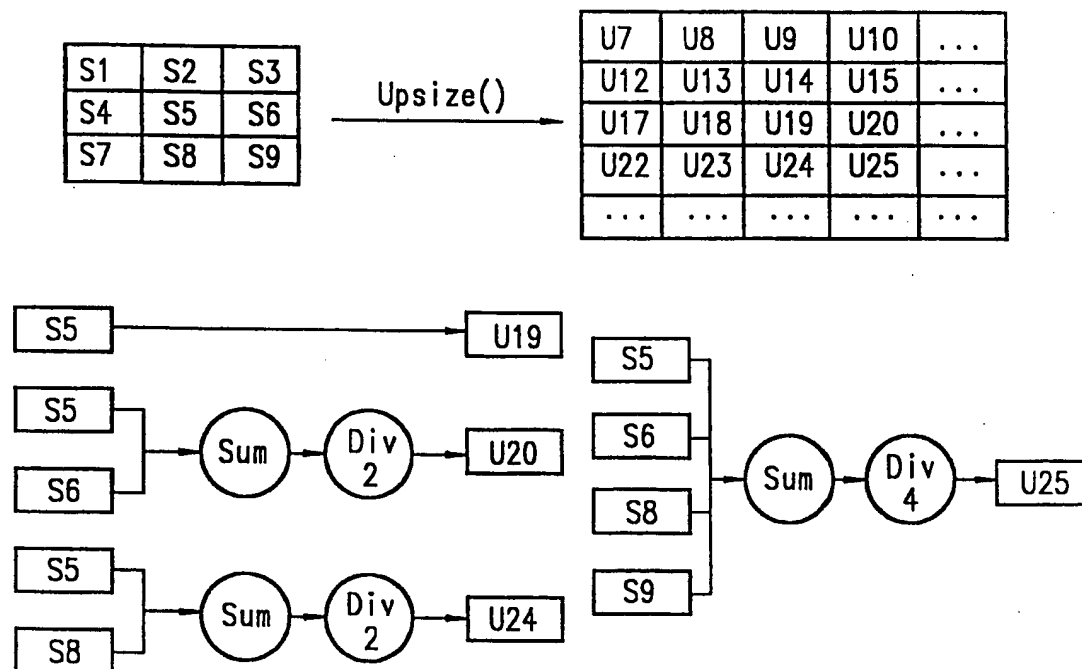 S1 S2 S3
S4 S5 S6
S7 S8 S9
Upsize()
U7 U8 U9 U10 ...
U12 U13 U14 U15 ...
U17 U18 U19 U20 ...
U22 U23 U24 U25 ...
... ... ... ... ...
S5 U19
S5
S6
Sum
Div
2
U20
S5
S8
Sum
Div
2
U24
S5
S6
S8
S9
Sum
Div
4
U25